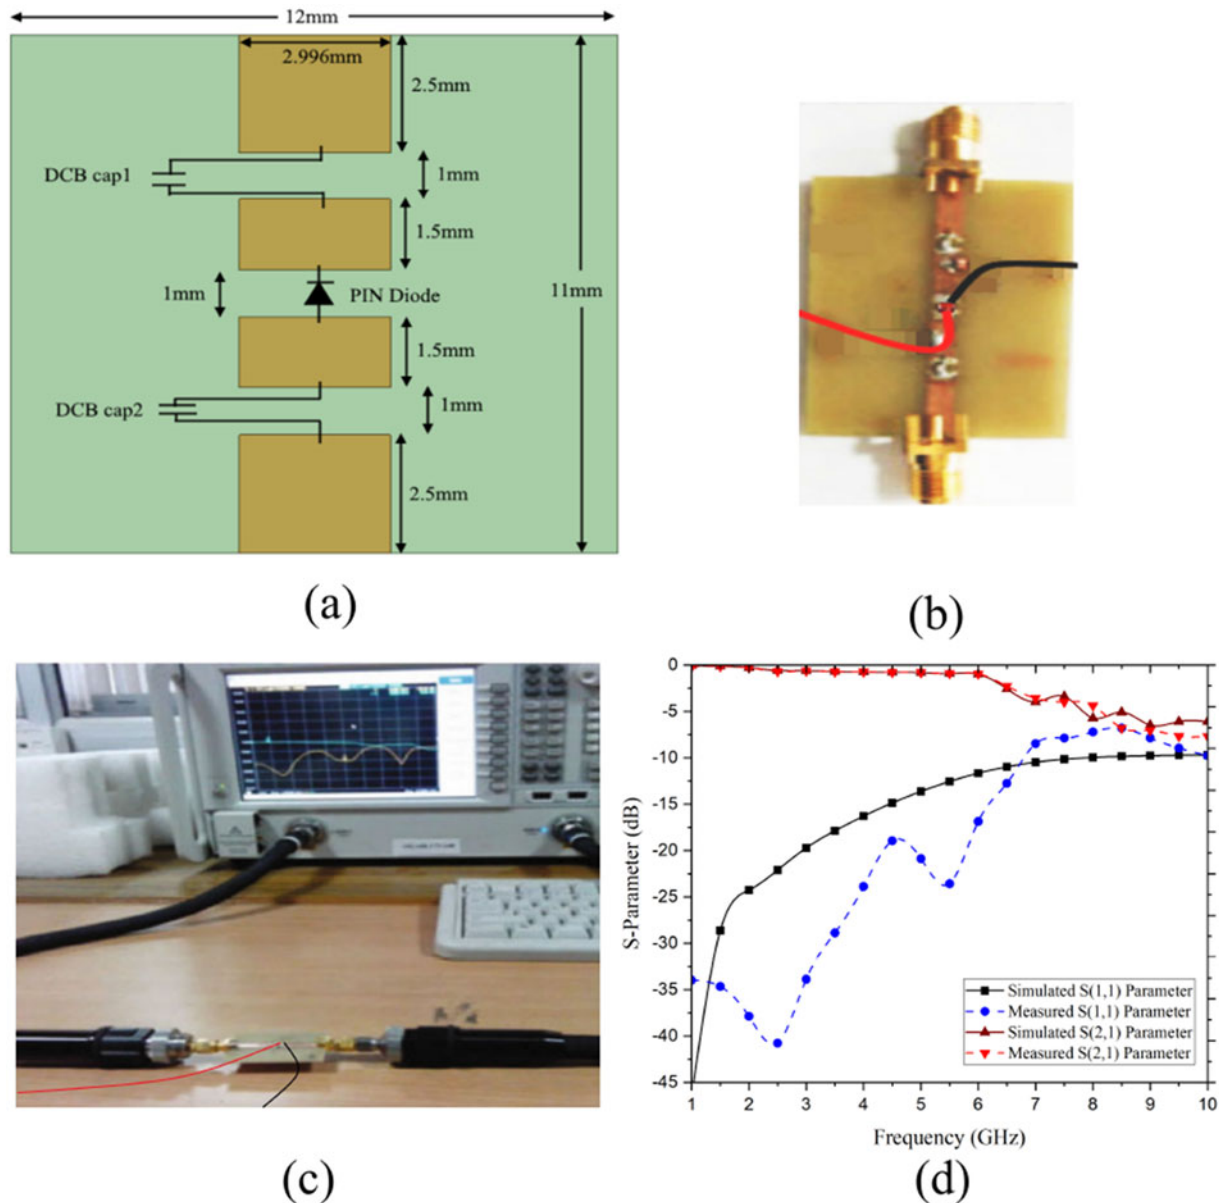 12mm
2.996mm
2.5mm
DCB cap1
1mm
1.5mm
1mm
PIN Diode
11mm
1.5mm
DCB cap2
1mm
2.5mm
(a)
(b)
(c)
0
-5
-10
-15
-20
-25
-30
-35
-40
-45
S-Parameter (dB)
Simulated S(1,1) Parameter
Measured S(1,1) Parameter
Simulated S(2,1) Parameter
Measured S(2,1) Parameter
1 2 3 4 5 6 7 8 9 10
Frequency (GHz)
(d)